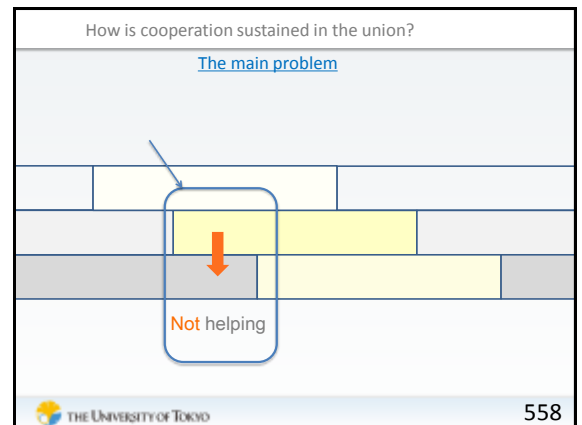 How is cooperation sustained in the union?
The main problem
Not helping
THE UNIVERSITY OF TOKYO
558